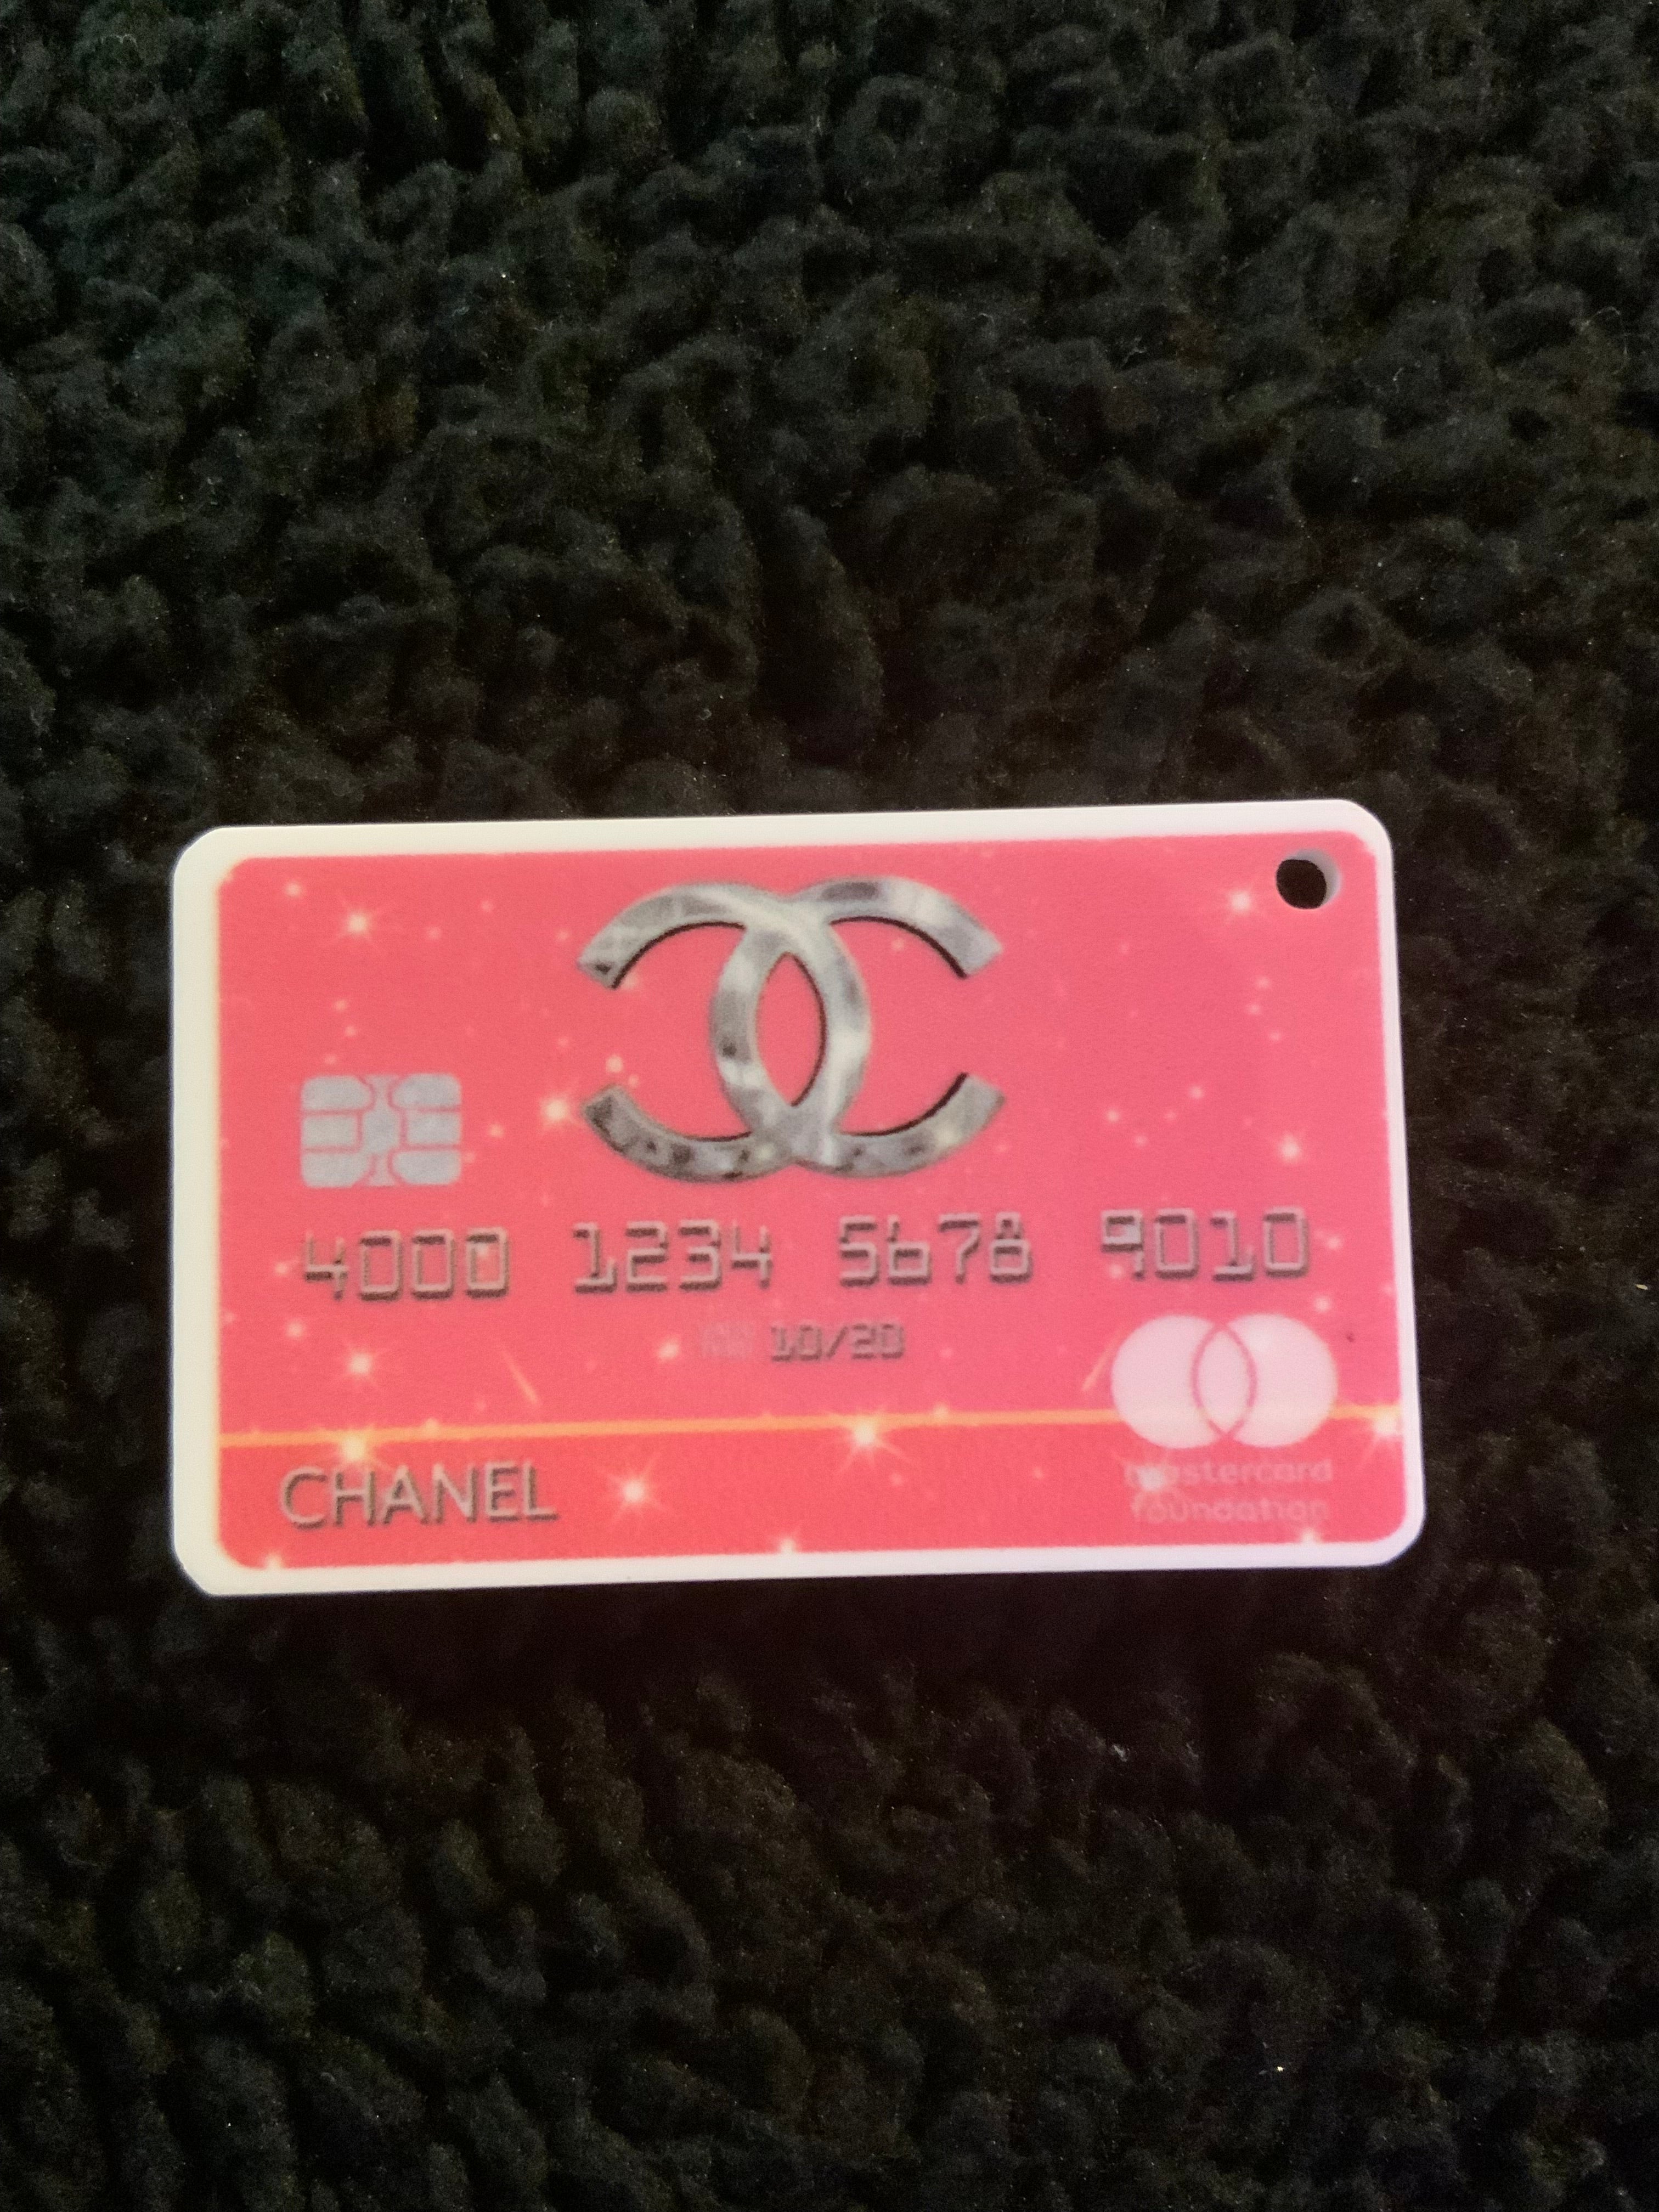 4000 1234 5678 9010
10/20
CHANEL
mastercard
foundation